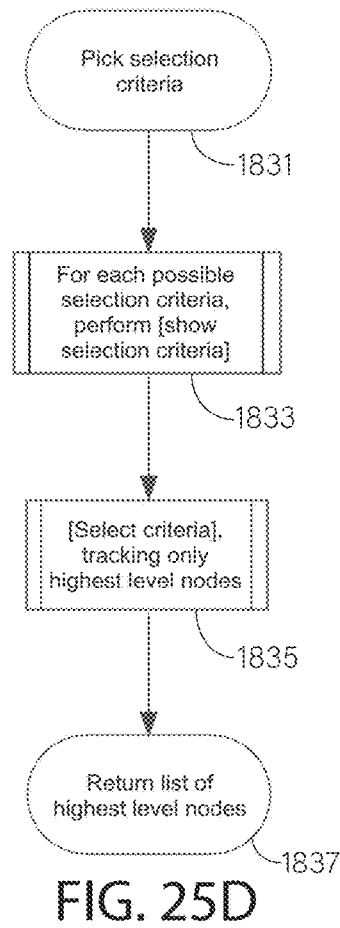 Pick selection
criteria
1831
For each possible
selection criteria,
perform [show
selection criteria]
1833
[Select criteria],
tracking only
highest level nodes
1835
Return list of
highest level nodes
1837
FIG. 25D